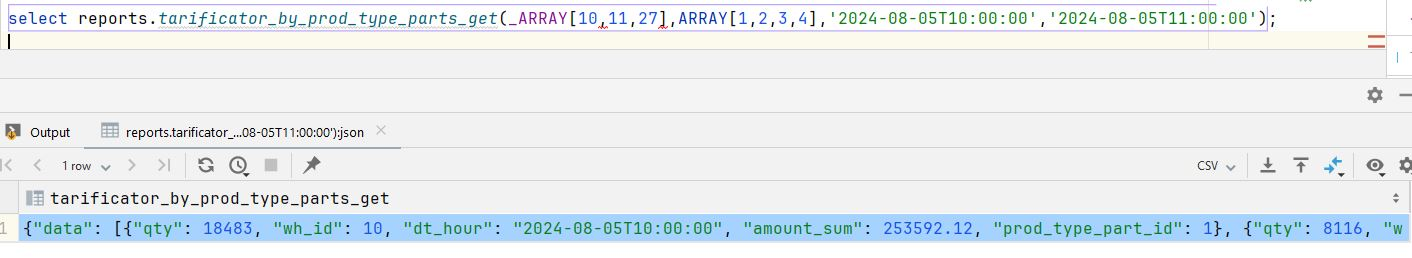 select reports.tarificator_by_prod_type_parts_get(_ARRAY[10,11,27],ARRAY[1,2,3,4],'2024-08-05T10:00:00','2024-08-05T11:00:00');
Output
reports.tarificator_...08-05T11:00:00'):json
1 row
CSV
tarificator_by_prod_type_parts_get
1 {"data": [{"qty": 18483, "wh_id": 10, "dt_hour": "2024-08-05T10:00:00", "amount_sum": 253592.12, "prod_type_part_id": 1}, {"qty": 8116, "w